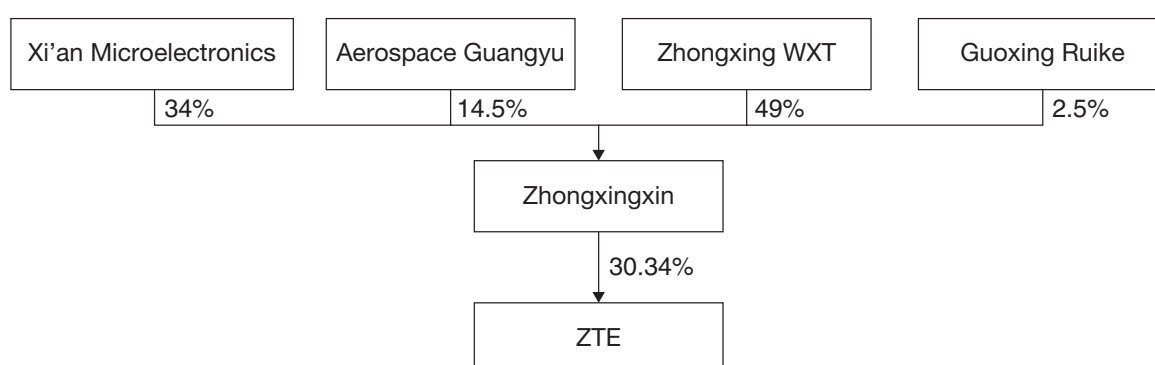 Xi’an Microelectronics
Aerospace Guangyu
Zhongxing WXT
Guoxing Ruike
34%
14.5%
49%
2.5%
Zhongxingxin
30.34%
ZTE